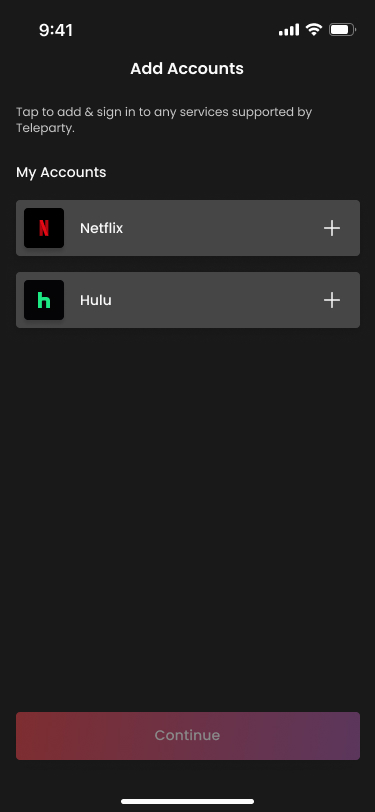 9:41
Add Accounts
Tap to add & sign in to any services supported by
Teleparty.
My Accounts
N Netflix
h Hulu
Continue